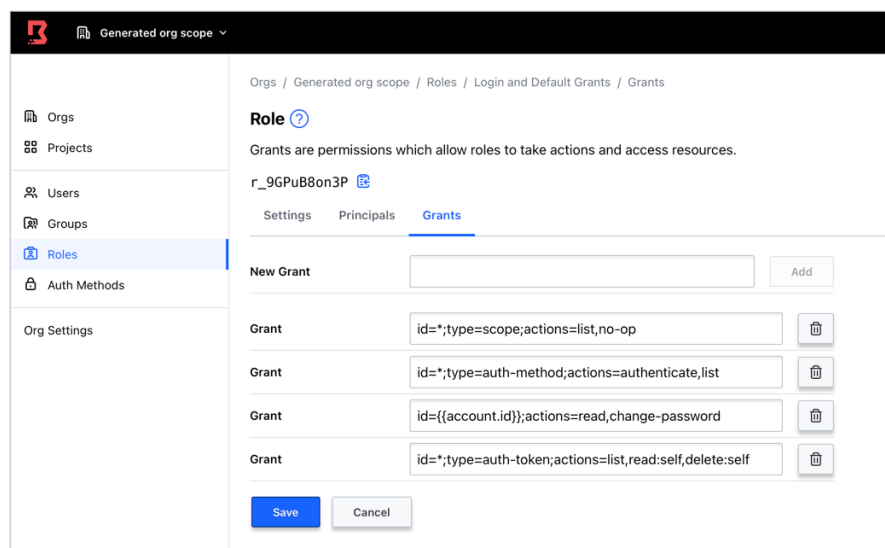 Generated org scope
Orgs / Generated org scope / Roles / Login and Default Grants / Grants
Orgs
Projects
Users
Groups
Roles
Auth Methods
Org Settings
Role ?
Grants are permissions which allow roles to take actions and access resources.
r_9GPuB8on3P
Settings Principals Grants
New Grant Add
Grant id=*;type=scope;actions=list,no-op
Grant id=*;type=auth-method;actions=authenticate,list
Grant id={{account.id}};actions=read,change-password
Grant id=*;type=auth-token;actions=list,read:self,delete:self
Save Cancel